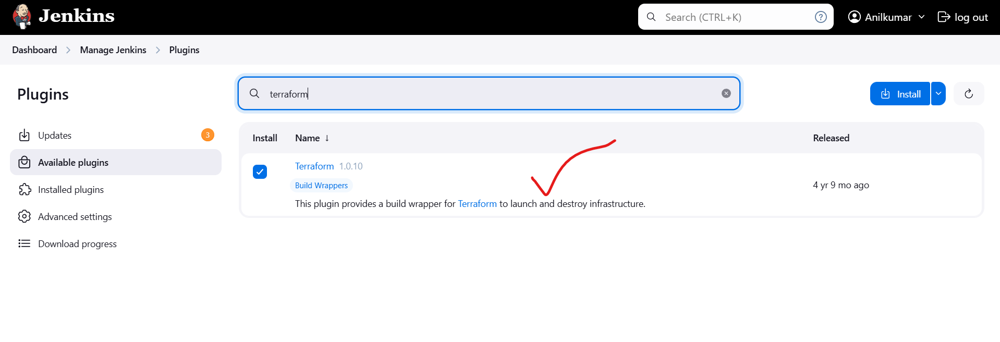 Jenkins
Search (CTRL+K)
?
Anilkumar
log out
Dashboard
Manage Jenkins
Plugins
Plugins
terraform
Install
Updates
3
Available plugins
Installed plugins
Advanced settings
Download progress
Install
Name ↓
Released
Terraform 1.0.10
Build Wrappers
This plugin provides a build wrapper for Terraform to launch and destroy infrastructure.
4 yr 9 mo ago